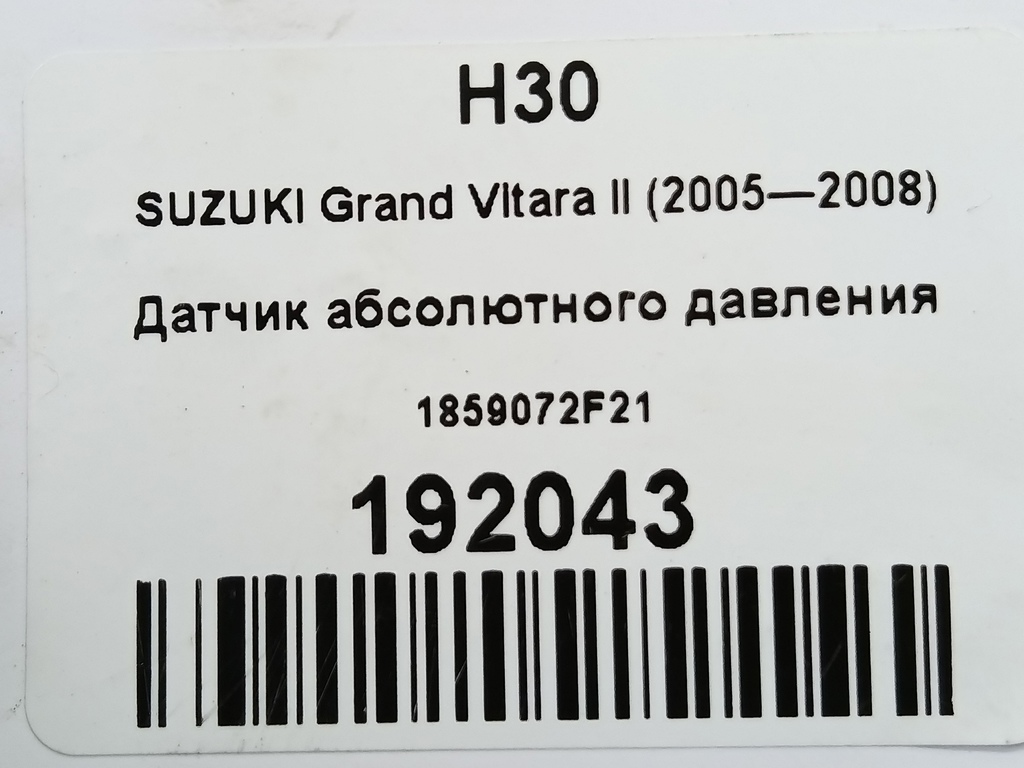 H30
SUZUKI Grand Vitara II (2005—2008)
Датчик абсолютного давления
1859072F21
192043